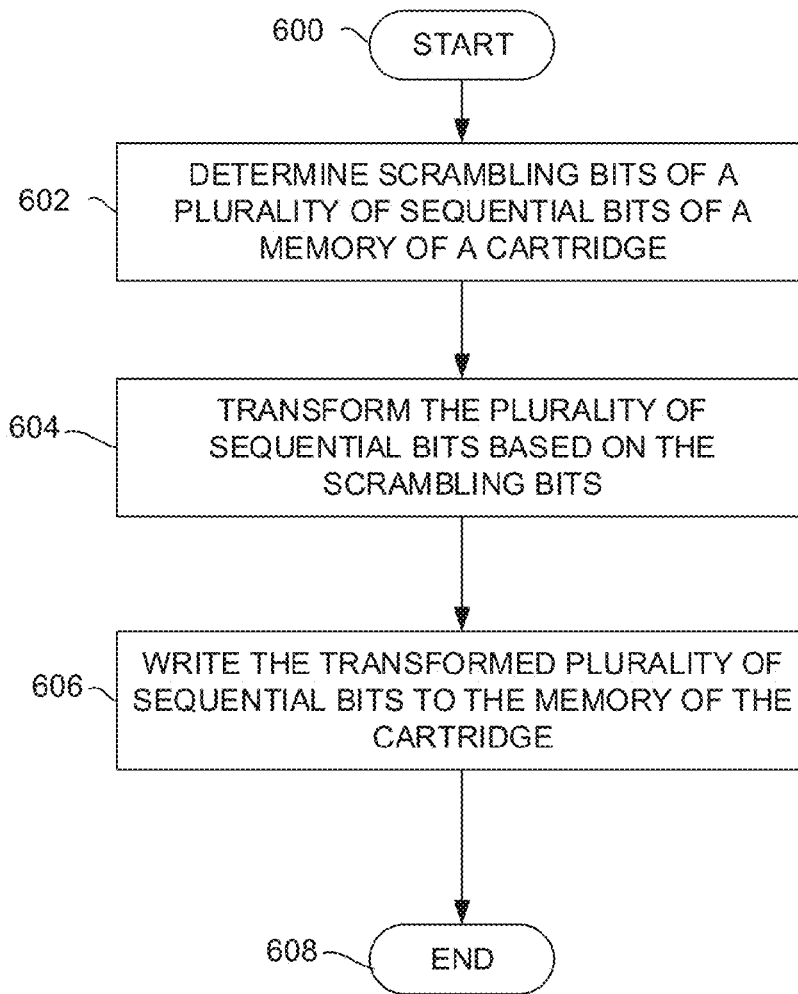 600
START
602
DETERMINE SCRAMBLING BITS OF A
PLURALITY OF SEQUENTIAL BITS OF A
MEMORY OF A CARTRIDGE
604
TRANSFORM THE PLURALITY OF
SEQUENTIAL BITS BASED ON THE
SCRAMBLING BITS
606
WRITE THE TRANSFORMED PLURALITY OF
SEQUENTIAL BITS TO THE MEMORY OF THE
CARTRIDGE
608
END